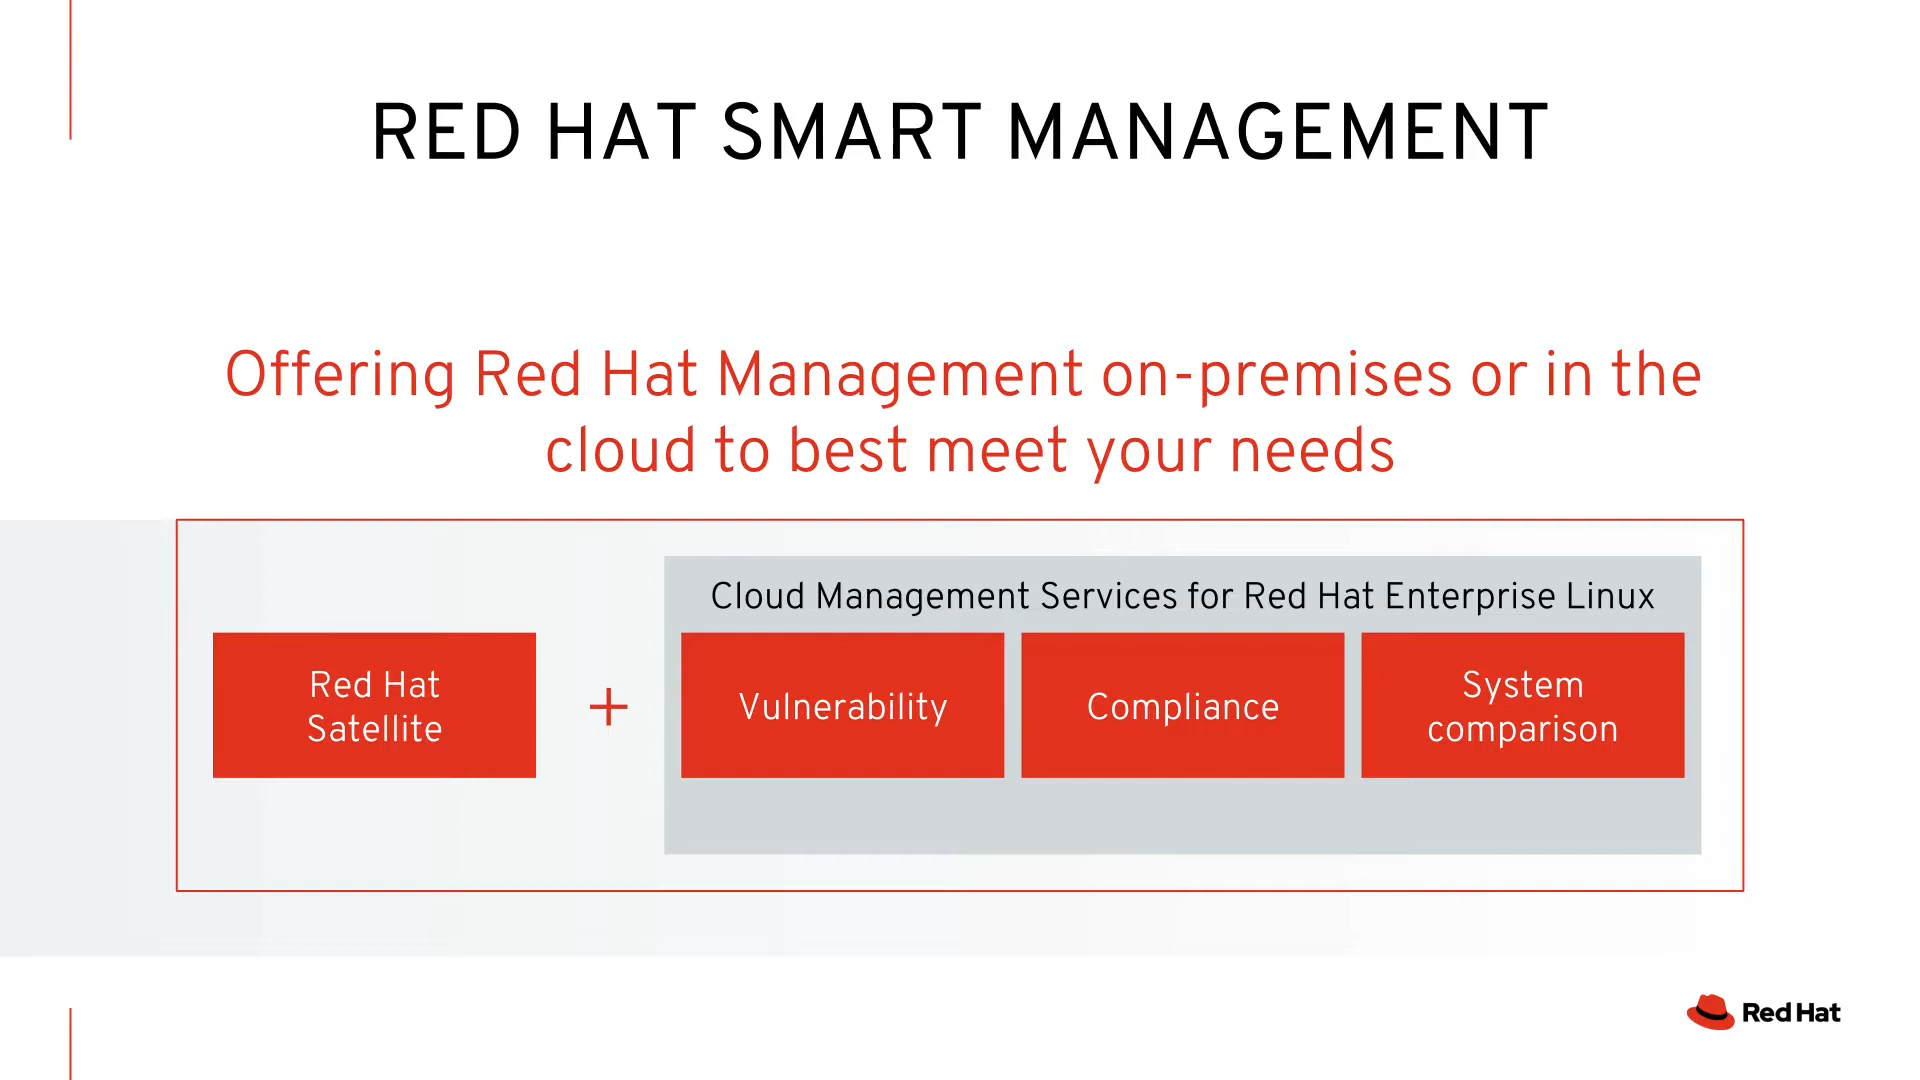 RED HAT SMART MANAGEMENT
Offering Red Hat Management on-premises or in the
cloud to best meet your needs
Cloud Management Services for Red Hat Enterprise Linux
Red Hat
Satellite
+
Vulnerability
Compliance
System
comparison
Red Hat